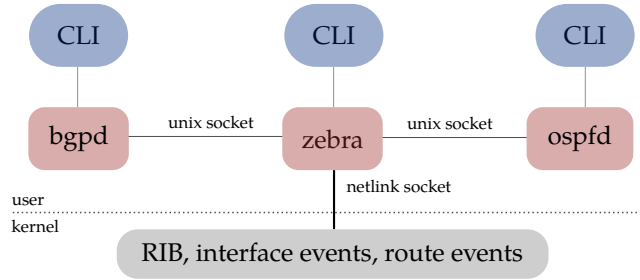 CLI
CLI
CLI
bgpd
unix socket
zebra
unix socket
ospfd
netlink socket
user
kernel
RIB, interface events, route events